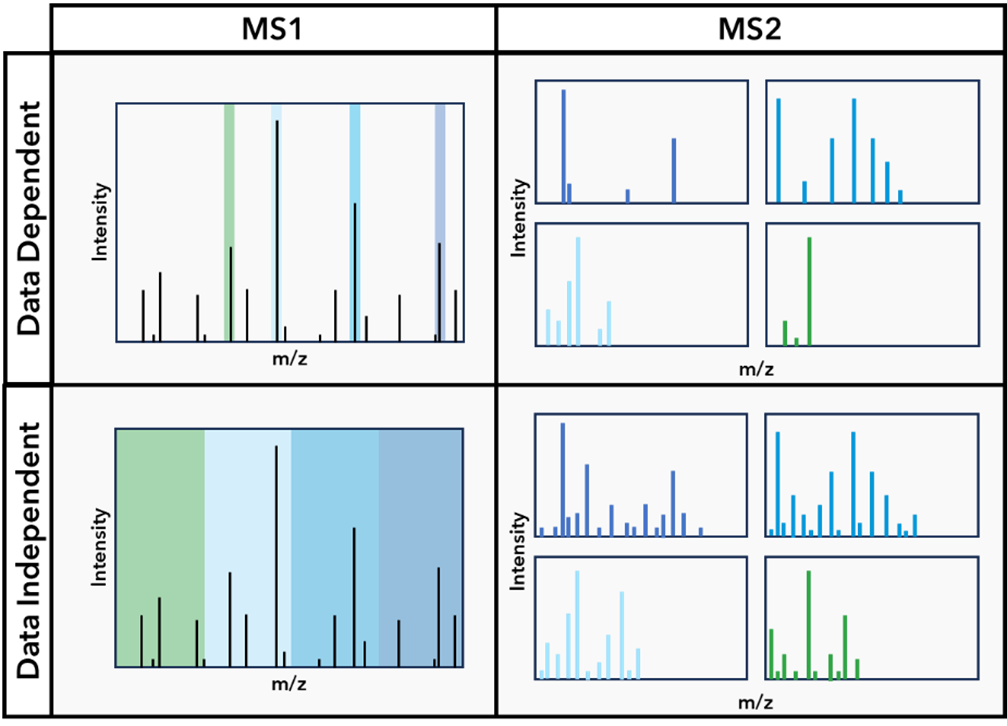 MS1
MS2
Data Dependent
Intensity
m/z
Intensity
m/z
Data Independent
Intensity
m/z
Intensity
m/z